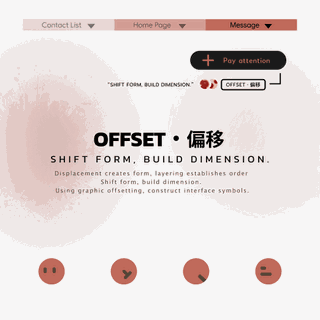 Contact List
Home Page
Message
Pay attention
"SHIFT FORM, BUILD DIMENSION."
OFFSET · 偏移
OFFSET · 偏移
SHIFT FORM, BUILD DIMENSION.
Displacement creates form, layering establishes order
Shift form, build dimension.
Using graphic offsetting, construct interface symbols.